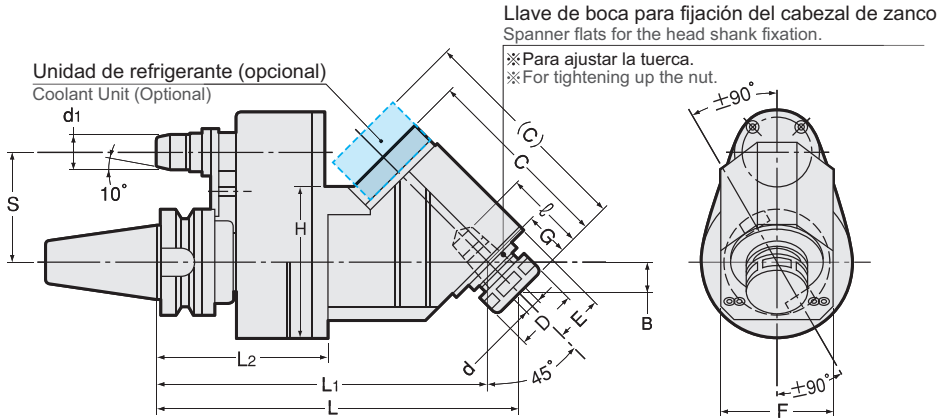 Llave de boca para fijación del cabezal de zanco
Spanner flats for the head shank fixation.
※Para ajustar la tuerca.
※For tightening up the nut.
Unidad de refrigerante (opcional)
Coolant Unit (Optional)
d1
10°
S
H
(C)
C
ℓ
G
B
E
D
d
45°
L2
L1
L
±90°
±90°
F